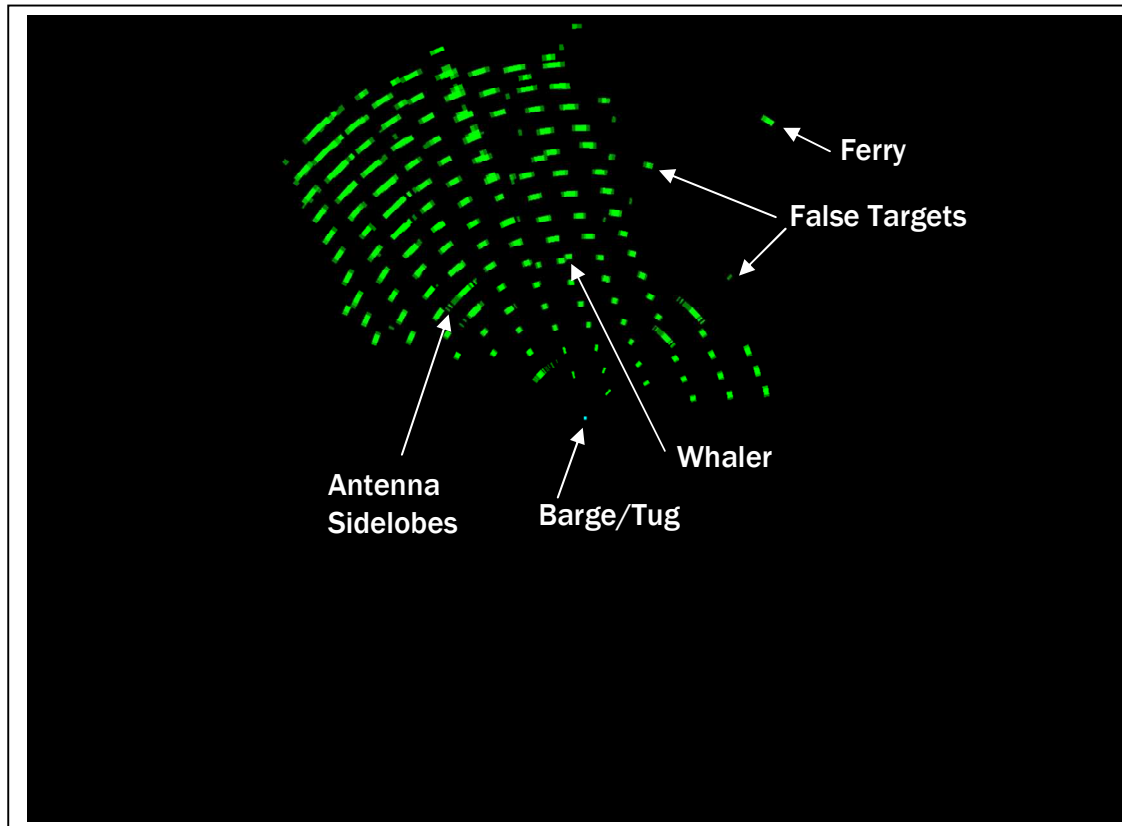 Ferry
False Targets
Whaler
Antenna
Sidelobes
Barge/Tug